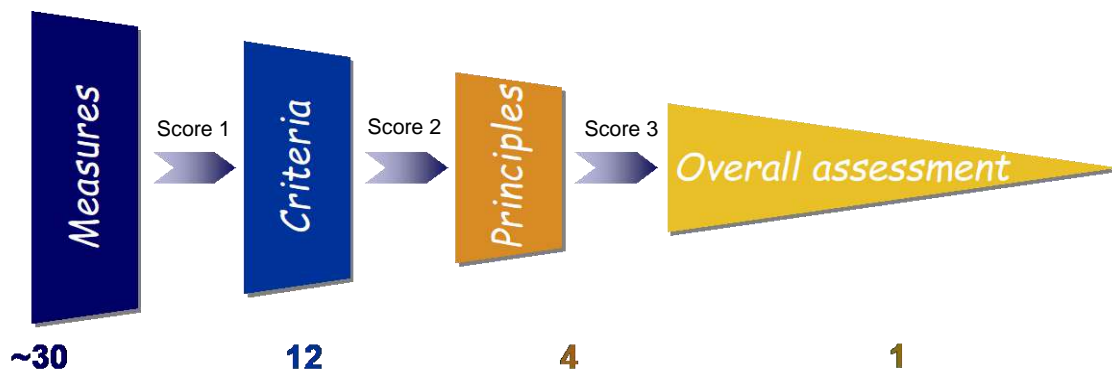 Measures
Score 1
Criteria
Score 2
Principles
Score 3
Overall assessment
~30
12
4
1